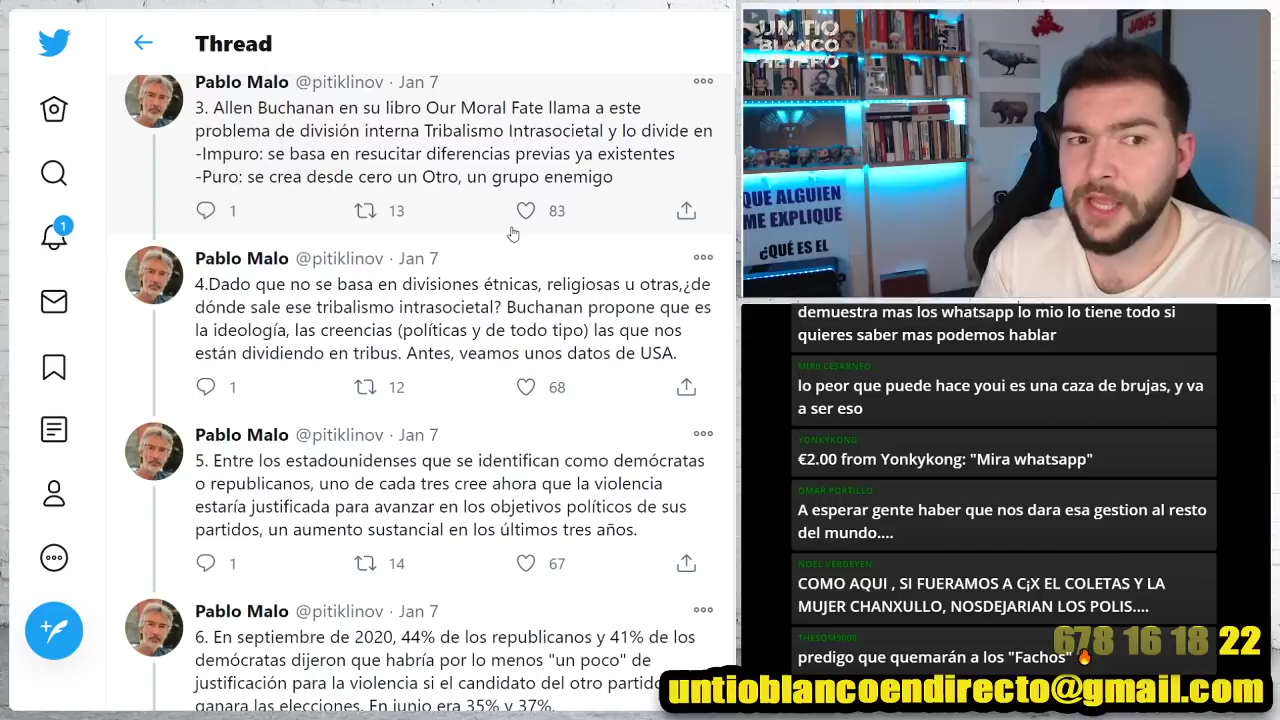 Thread
Pablo Malo @pitiklinov · Jan 7
3. Allen Buchanan en su libro Our Moral Fate llama a este
problema de división interna Tribalismo Intrasocietal y lo divide en
-Impuro: se basa en resucitar diferencias previas ya existentes
-Puro: se crea desde cero un Otro, un grupo enemigo
1 13 83
Pablo Malo @pitiklinov · Jan 7
4.Dado que no se basa en divisiones étnicas, religiosas u otras,¿de
dónde sale ese tribalismo intrasocietal? Buchanan propone que es
la ideología, las creencias (políticas y de todo tipo) las que nos
están dividiendo en tribus. Antes, veamos unos datos de USA.
1 12 68
Pablo Malo @pitiklinov · Jan 7
5. Entre los estadounidenses que se identifican como demócratas
o republicanos, uno de cada tres cree ahora que la violencia
estaría justificada para avanzar en los objetivos políticos de sus
partidos, un aumento sustancial en los últimos tres años.
1 14 67
Pablo Malo @pitiklinov · Jan 7
6. En septiembre de 2020, 44% de los republicanos y 41% de los
demócratas dijeron que habría por lo menos "un poco" de
justificación para la violencia si el candidato del otro partido
ganara las elecciones. En junio era 35% y 37%.
1
UN TIO
BLANCO
HETERO
JAWS
QUE ALGUIEN
ME EXPLIQUE
¿QUÉ ES EL
demuestra mas los whatsapp lo mio lo tiene todo si
quieres saber mas podemos hablar
MIRII CESARNEO
lo peor que puede hace youi es una caza de brujas, y va
a ser eso
YONKYKONG
€2.00 from Yonkykong: "Mira whatsapp"
OMAR PORTILLO
A esperar gente haber que nos dara esa gestion al resto
del mundo....
NOEL VERDEYEN
COMO AQUI , SI FUERAMOS A C¡X EL COLETAS Y LA
MUJER CHANXULLO, NOSDEJARIAN LOS POLIS....
THESOM9000
predigo que quemarán a los "Fachos" 🔥
678 16 18 22
untioblancoendirecto@gmail.com